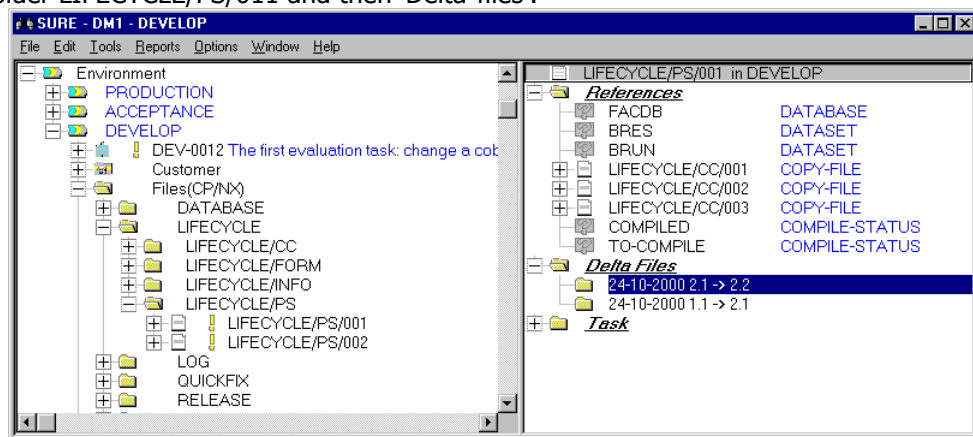 older LIFECYCLE/PS/011 and then 'Delta files'.
SURE - DM1 - DEVELOP
File Edit Tools Reports Options Window Help
Environment
PRODUCTION
ACCEPTANCE
DEVELOP
DEV-0012 The first evaluation task: change a cob
Customer
Files(CP/NX)
DATABASE
LIFECYCLE
LIFECYCLE/CC
LIFECYCLE/FORM
LIFECYCLE/INFO
LIFECYCLE/PS
LIFECYCLE/PS/001
LIFECYCLE/PS/002
LOG
QUICKFIX
RELEASE
LIFECYCLE/PS/001 in DEVELOP
References
FACDB DATABASE
BRES DATASET
BRUN DATASET
LIFECYCLE/CC/001 COPY-FILE
LIFECYCLE/CC/002 COPY-FILE
LIFECYCLE/CC/003 COPY-FILE
COMPILED COMPILE-STATUS
TO-COMPILE COMPILE-STATUS
Delta Files
24-10-2000 2.1 -> 2.2
24-10-2000 1.1 -> 2.1
Task